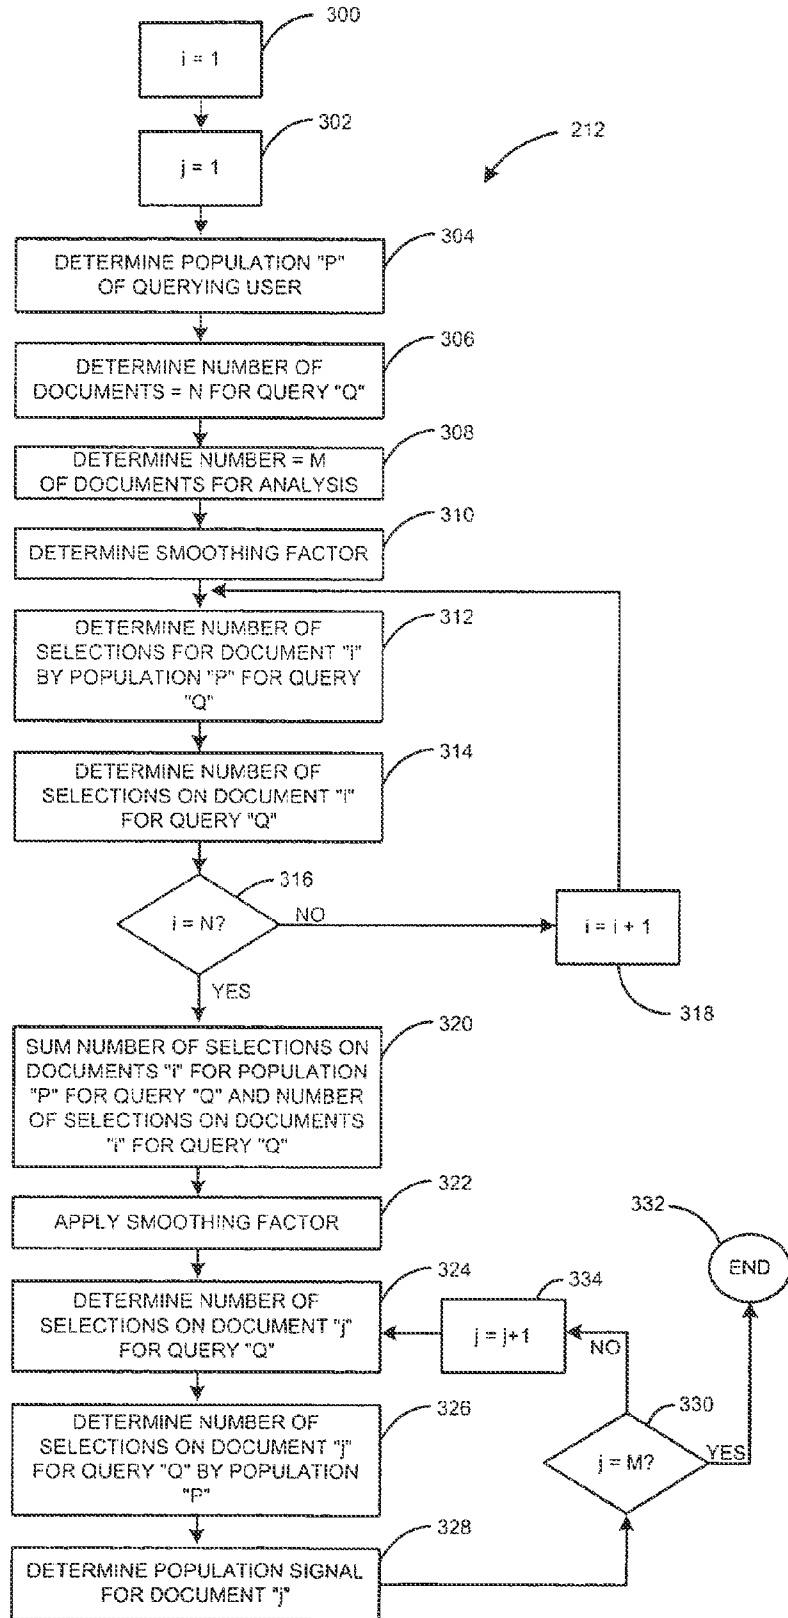 300
i = 1
302
j = 1
212
304
DETERMINE POPULATION "P"
OF QUERYING USER
306
DETERMINE NUMBER OF
DOCUMENTS = N FOR QUERY "Q"
308
DETERMINE NUMBER = M
OF DOCUMENTS FOR ANALYSIS
310
DETERMINE SMOOTHING FACTOR
312
DETERMINE NUMBER OF
SELECTIONS FOR DOCUMENT "i"
BY POPULATION "P" FOR QUERY
"Q"
314
DETERMINE NUMBER OF
SELECTIONS ON DOCUMENT "i"
FOR QUERY "Q"
316
i = N?
NO
i = i + 1
318
YES
320
SUM NUMBER OF SELECTIONS ON
DOCUMENTS "i" FOR POPULATION
"P" FOR QUERY "Q" AND NUMBER
OF SELECTIONS ON DOCUMENTS
"i" FOR QUERY "Q"
322
APPLY SMOOTHING FACTOR
324
DETERMINE NUMBER OF
SELECTIONS ON DOCUMENT "j"
FOR QUERY "Q"
326
DETERMINE NUMBER OF
SELECTIONS ON DOCUMENT "j"
FOR QUERY "Q" BY POPULATION
"P"
328
DETERMINE POPULATION SIGNAL
FOR DOCUMENT "j"
330
j = M?
NO
334
j = j+1
YES
332
END